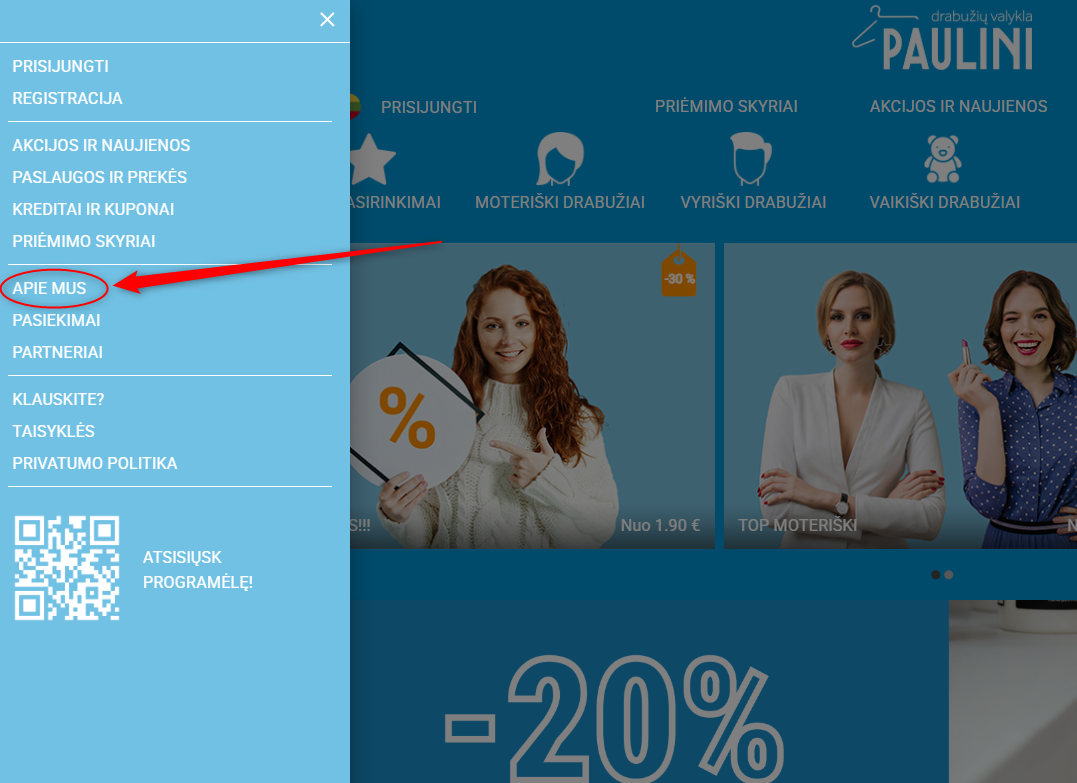 PRISIJUNGTI
REGISTRACIJA
AKCIJOS IR NAUJIENOS
PASLAUGOS IR PREKĖS
KREDITAI IR KUPONAI
PRIĖMIMO SKYRIAI
APIE MUS
PASIEKIMAI
PARTNERIAI
KLAUSKITE?
TAISYKLĖS
PRIVATUMO POLITIKA
ATSISIŲSK
PROGRAMĖLĘ!
drabužių valykla
PAULINI
PRISIJUNGTI
PRIĖMIMO SKYRIAI
AKCIJOS IR NAUJIENOS
ASIRINKIMAI
MOTERIŠKI DRABUŽIAI
VYRIŠKI DRABUŽIAI
VAIKIŠKI DRABUŽIAI
-30 %
%
S!!!
Nuo 1.90 €
TOP MOTERIŠKI
N
-20%